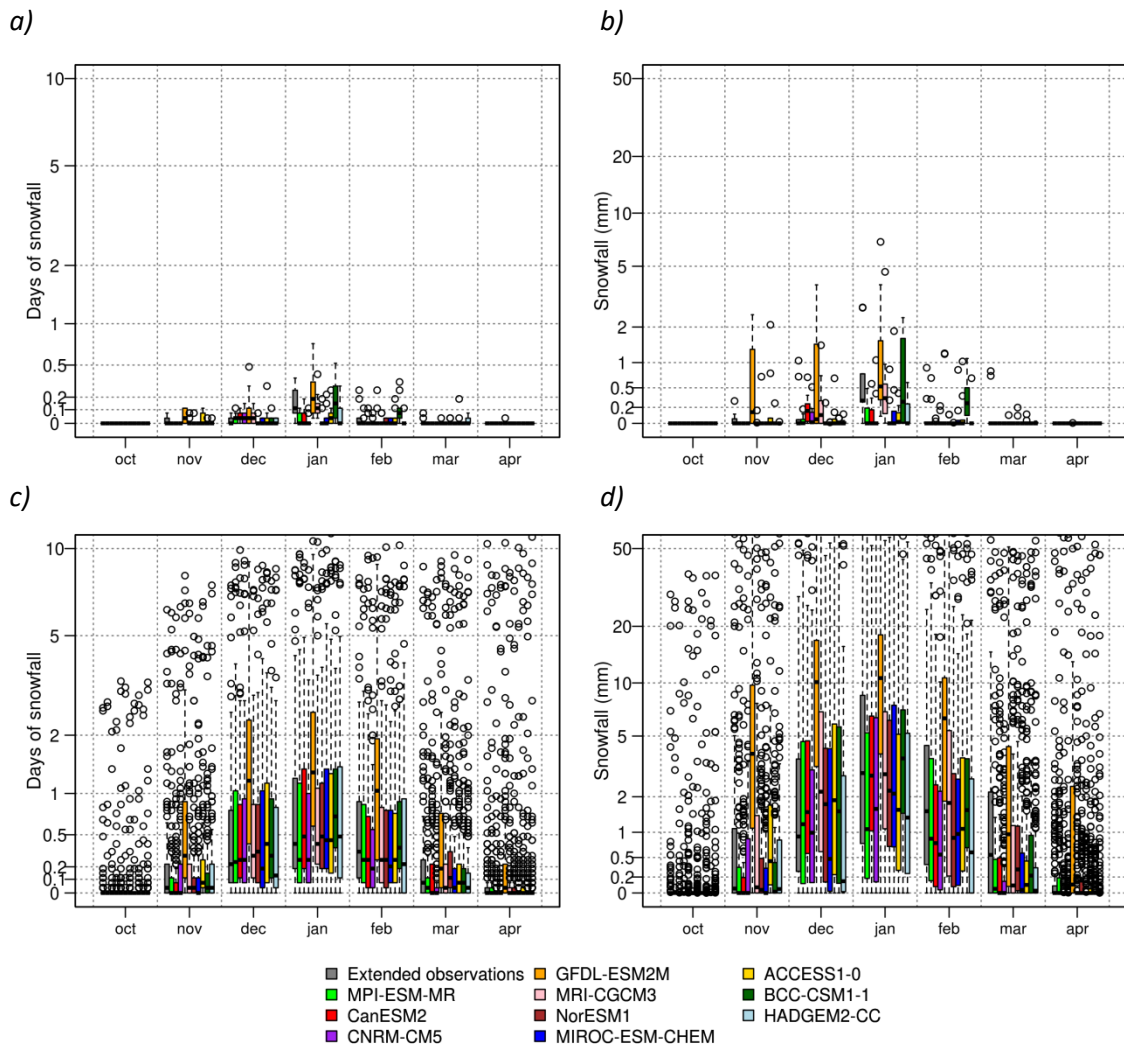 a)
b)
Days of snowfall
10
5
2
1
0.5
0.2
0.1
0
oct nov dec jan feb mar apr
Snowfall (mm)
50
20
10
5
2
1
0.5
0.2
0
oct nov dec jan feb mar apr
c)
d)
Days of snowfall
10
5
2
1
0.5
0.2
0.1
0
oct nov dec jan feb mar apr
Snowfall (mm)
50
20
10
5
2
1
0.5
0.2
0
oct nov dec jan feb mar apr
Extended observations GFDL-ESM2M ACCESS1-0
MPI-ESM-MR MRI-CGCM3 BCC-CSM1-1
CanESM2 NorESM1 HADGEM2-CC
CNRM-CM5 MIROC-ESM-CHEM